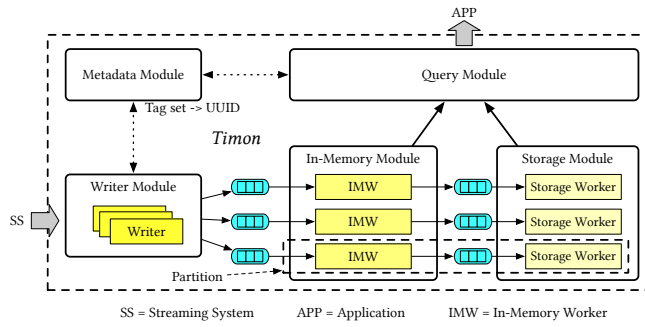 APP
Metadata Module
Query Module
Tag set -> UUID
Timon
In-Memory Module
Storage Module
Writer Module
IMW
Storage Worker
SS
Writer
IMW
Storage Worker
IMW
Storage Worker
Partition
SS = Streaming System
APP = Application
IMW = In-Memory Worker